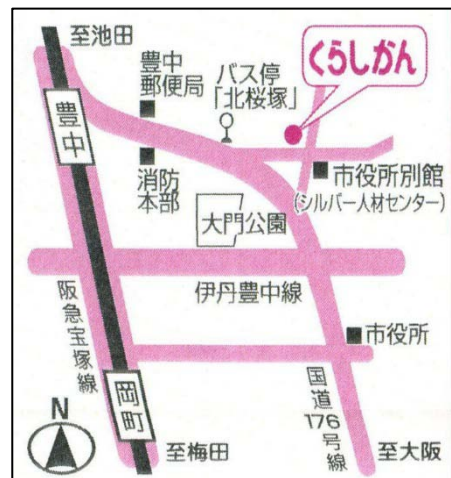 至池田
豊中
豊中
郵便局
バス停
「北桜塚」
くらしかん
消防
本部
大門公園
市役所別館
(シルバー人材センター)
伊丹豊中線
阪急宝塚線
市役所
岡町
国道
176
号線
N
至梅田
至大阪